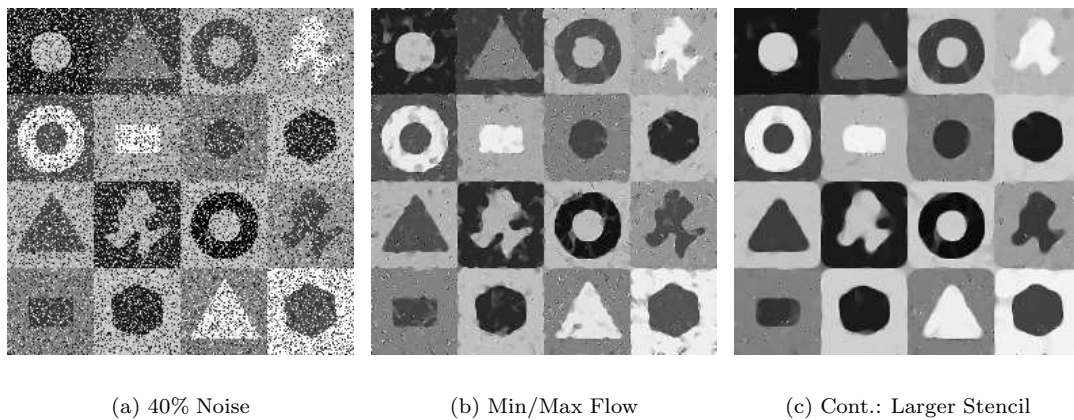 (a) 40% Noise
(b) Min/Max Flow
(c) Cont.: Larger Stencil